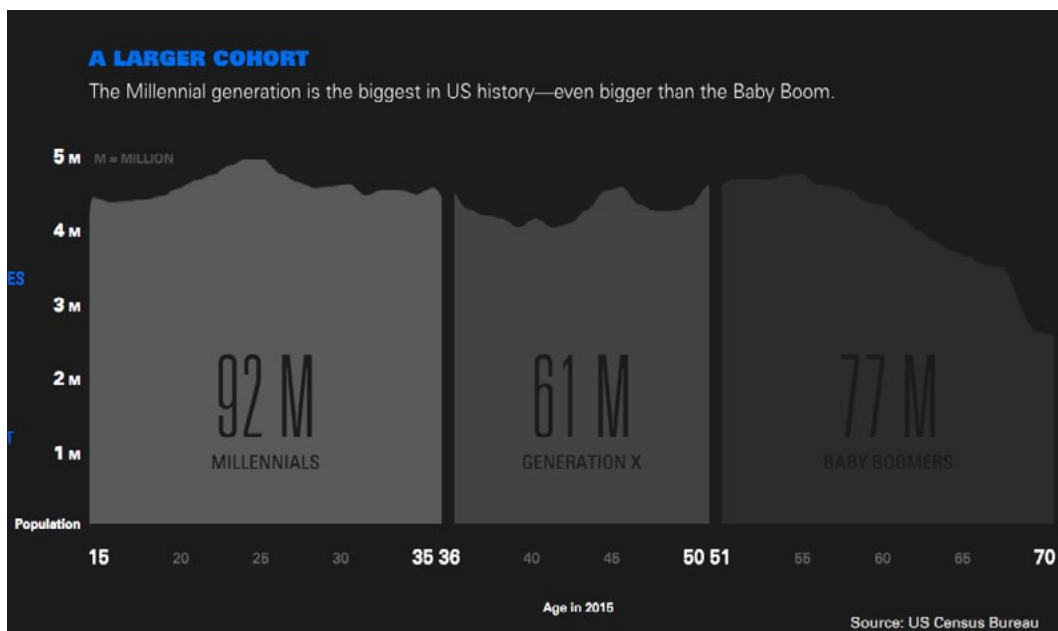 A LARGER COHORT
The Millennial generation is the biggest in US history—even bigger than the Baby Boom.
5 M M = MILLION
4 M
ES
3 M
2 M
T
1 M
92 M 61 M 77 M
MILLENNIALS GENERATION X BABY BOOMERS
Population
15 20 25 30 35 36 40 45 50 51 55 60 65 70
Age in 2015
Source: US Census Bureau